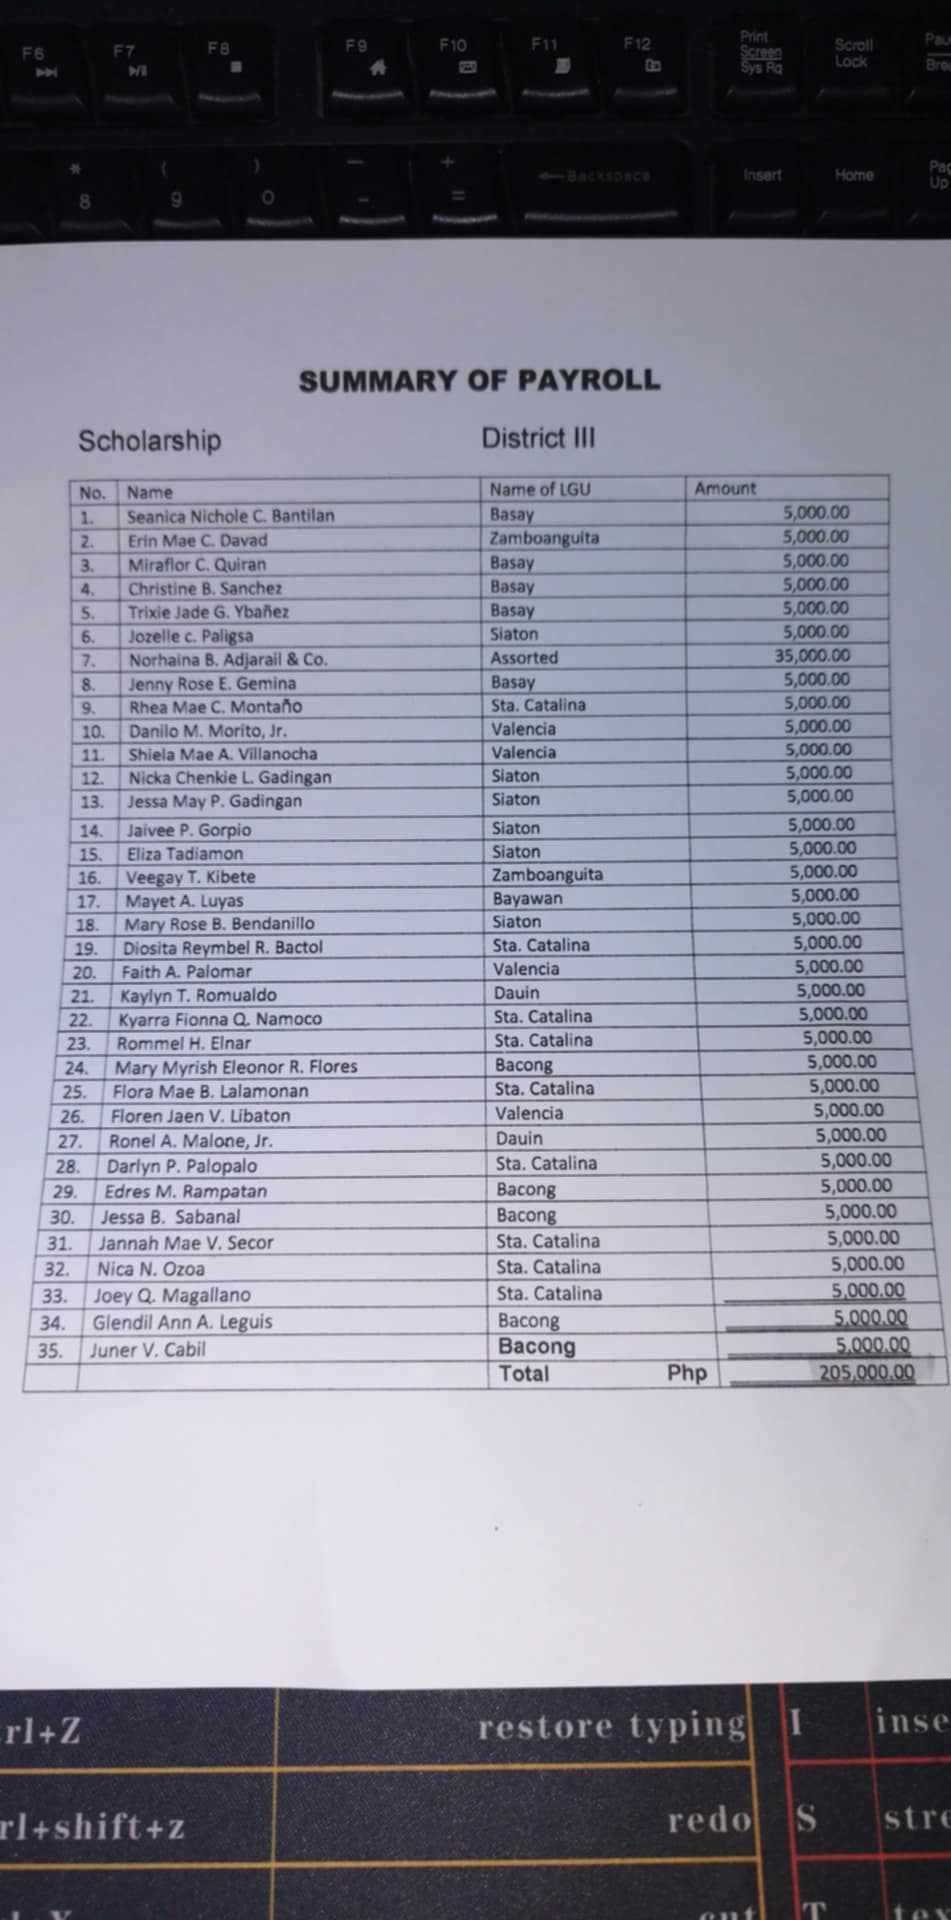 F6 F7 F8 F9 F10 F11 F12 Print Screen Sys Rq Scroll Lock
* 8 ( 9 ) 0 — - + = ←Backspace Insert Home Up
SUMMARY OF PAYROLL
Scholarship District III
No. Name Name of LGU Amount
1. Seanica Nichole C. Bantilan Basay 5,000.00
2. Erin Mae C. Davad Zamboanguita 5,000.00
3. Miraflor C. Quiran Basay 5,000.00
4. Christine B. Sanchez Basay 5,000.00
5. Trixie Jade G. Ybañez Basay 5,000.00
6. Jozelle c. Paligsa Siaton 5,000.00
7. Norhaina B. Adjarail & Co. Assorted 35,000.00
8. Jenny Rose E. Gemina Basay 5,000.00
9. Rhea Mae C. Montaño Sta. Catalina 5,000.00
10. Danilo M. Morito, Jr. Valencia 5,000.00
11. Shiela Mae A. Villanocha Valencia 5,000.00
12. Nicka Chenkie L. Gadingan Siaton 5,000.00
13. Jessa May P. Gadingan Siaton 5,000.00
14. Jaivee P. Gorpio Siaton 5,000.00
15. Eliza Tadiamon Siaton 5,000.00
16. Veegay T. Kibete Zamboanguita 5,000.00
17. Mayet A. Luyas Bayawan 5,000.00
18. Mary Rose B. Bendanillo Siaton 5,000.00
19. Diosita Reymbel R. Bactol Sta. Catalina 5,000.00
20. Faith A. Palomar Valencia 5,000.00
21. Kaylyn T. Romualdo Dauin 5,000.00
22. Kyarra Fionna Q. Namoco Sta. Catalina 5,000.00
23. Rommel H. Elnar Sta. Catalina 5,000.00
24. Mary Myrish Eleonor R. Flores Bacong 5,000.00
25. Flora Mae B. Lalamonan Sta. Catalina 5,000.00
26. Floren Jaen V. Libaton Valencia 5,000.00
27. Ronel A. Malone, Jr. Dauin 5,000.00
28. Darlyn P. Palopalo Sta. Catalina 5,000.00
29. Edres M. Rampatan Bacong 5,000.00
30. Jessa B. Sabanal Bacong 5,000.00
31. Jannah Mae V. Secor Sta. Catalina 5,000.00
32. Nica N. Ozoa Sta. Catalina 5,000.00
33. Joey Q. Magallano Sta. Catalina 5,000.00
34. Glendil Ann A. Leguis Bacong 5,000.00
35. Juner V. Cabil Bacong 5,000.00
Total Php 205,000.00
rl+Z restore typing I inse
rl+shift+z redo S stre
cut T tex